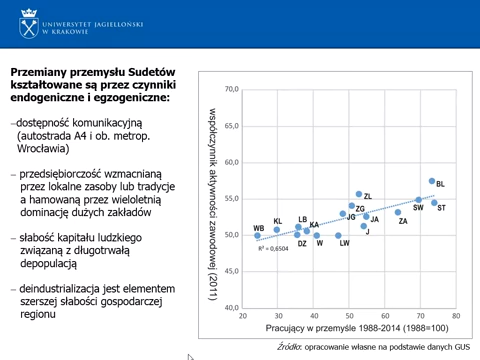 UNIWERSYTET JAGIELLOŃSKI
W KRAKOWIE
Przemiany przemysłu Sudetów
kształtowane są przez czynniki
endogeniczne i egzogeniczne:
–dostępność komunikacyjną
(autostrada A4 i ob. metrop.
Wrocławia)
– przedsiębiorczość wzmacnianą
przez lokalne zasoby lub tradycje
a hamowaną przez wieloletnią
dominację dużych zakładów
– słabość kapitału ludzkiego
związaną z długotrwałą
depopulacją
– deindustrializacja jest elementem
szerszej słabości gospodarczej
regionu
współczynnik aktywności zawodowej (2011)
70,0
65,0
60,0
55,0
50,0
45,0
40,0
BL
ZL
ZG
SW
ST
JG
JA
ZA
KL
LB
KA
J
WB
DZ
W
LW
R² = 0,6504
20
30
40
50
60
70
80
Pracujący w przemyśle 1988-2014 (1988=100)
Źródło: opracowanie własne na podstawie danych GUS